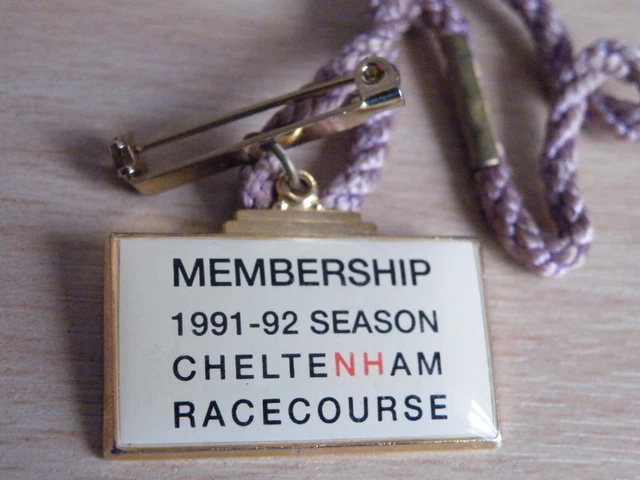 MEMBERSHIP
1991-92 SEASON
CHELTENHAM
RACECOURSE